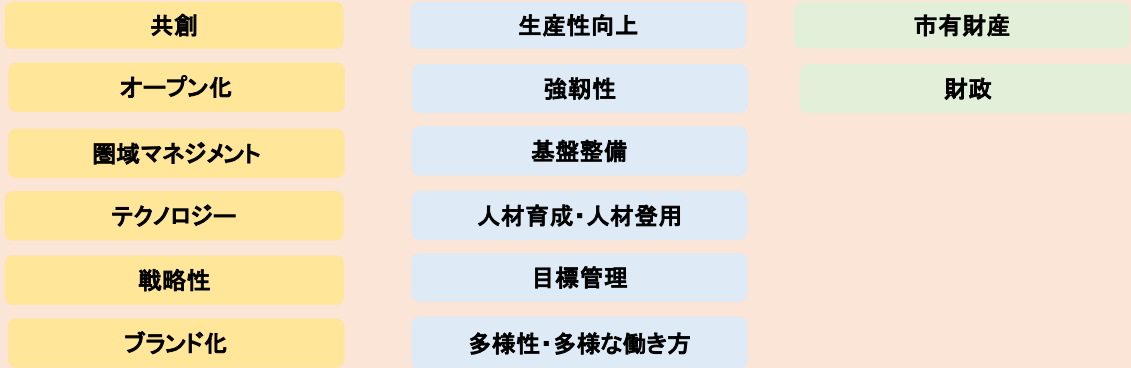 共創
オープン化
圏域マネジメント
テクノロジー
戦略性
ブランド化
生産性向上
強靭性
基盤整備
人材育成・人材登用
目標管理
多様性・多様な働き方
市有財産
財政